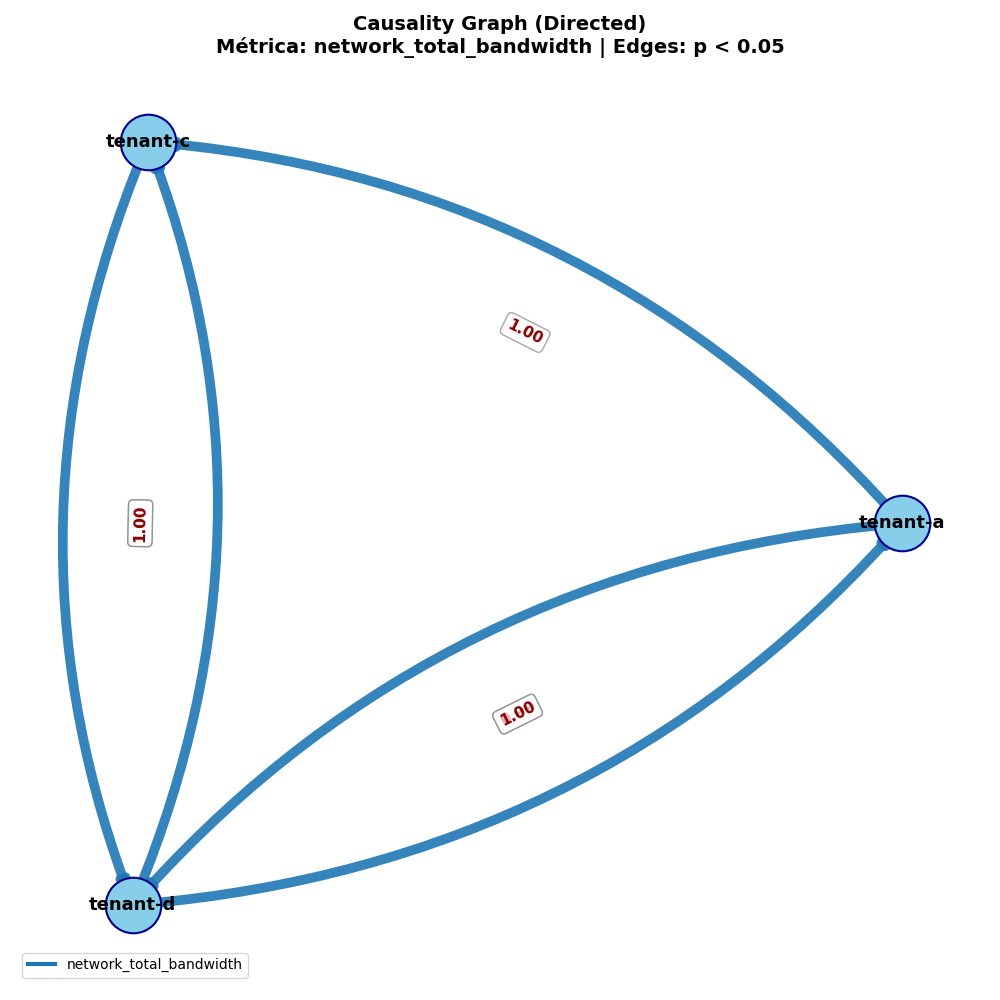 Causality Graph (Directed)
Métrica: network_total_bandwidth | Edges: p < 0.05
tenant-c
1.00
tenant-a
1.00
1.00
tenant-d
network_total_bandwidth